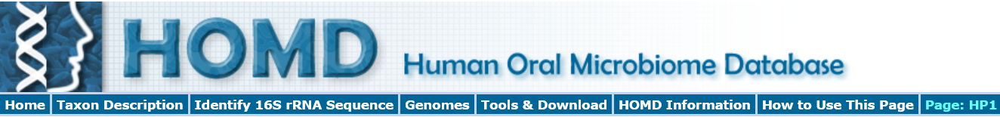 HOMD Human Oral Microbiome Database
Home Taxon Description Identify 16S rRNA Sequence Genomes Tools & Download HOMD Information How to Use This Page Page: HP1